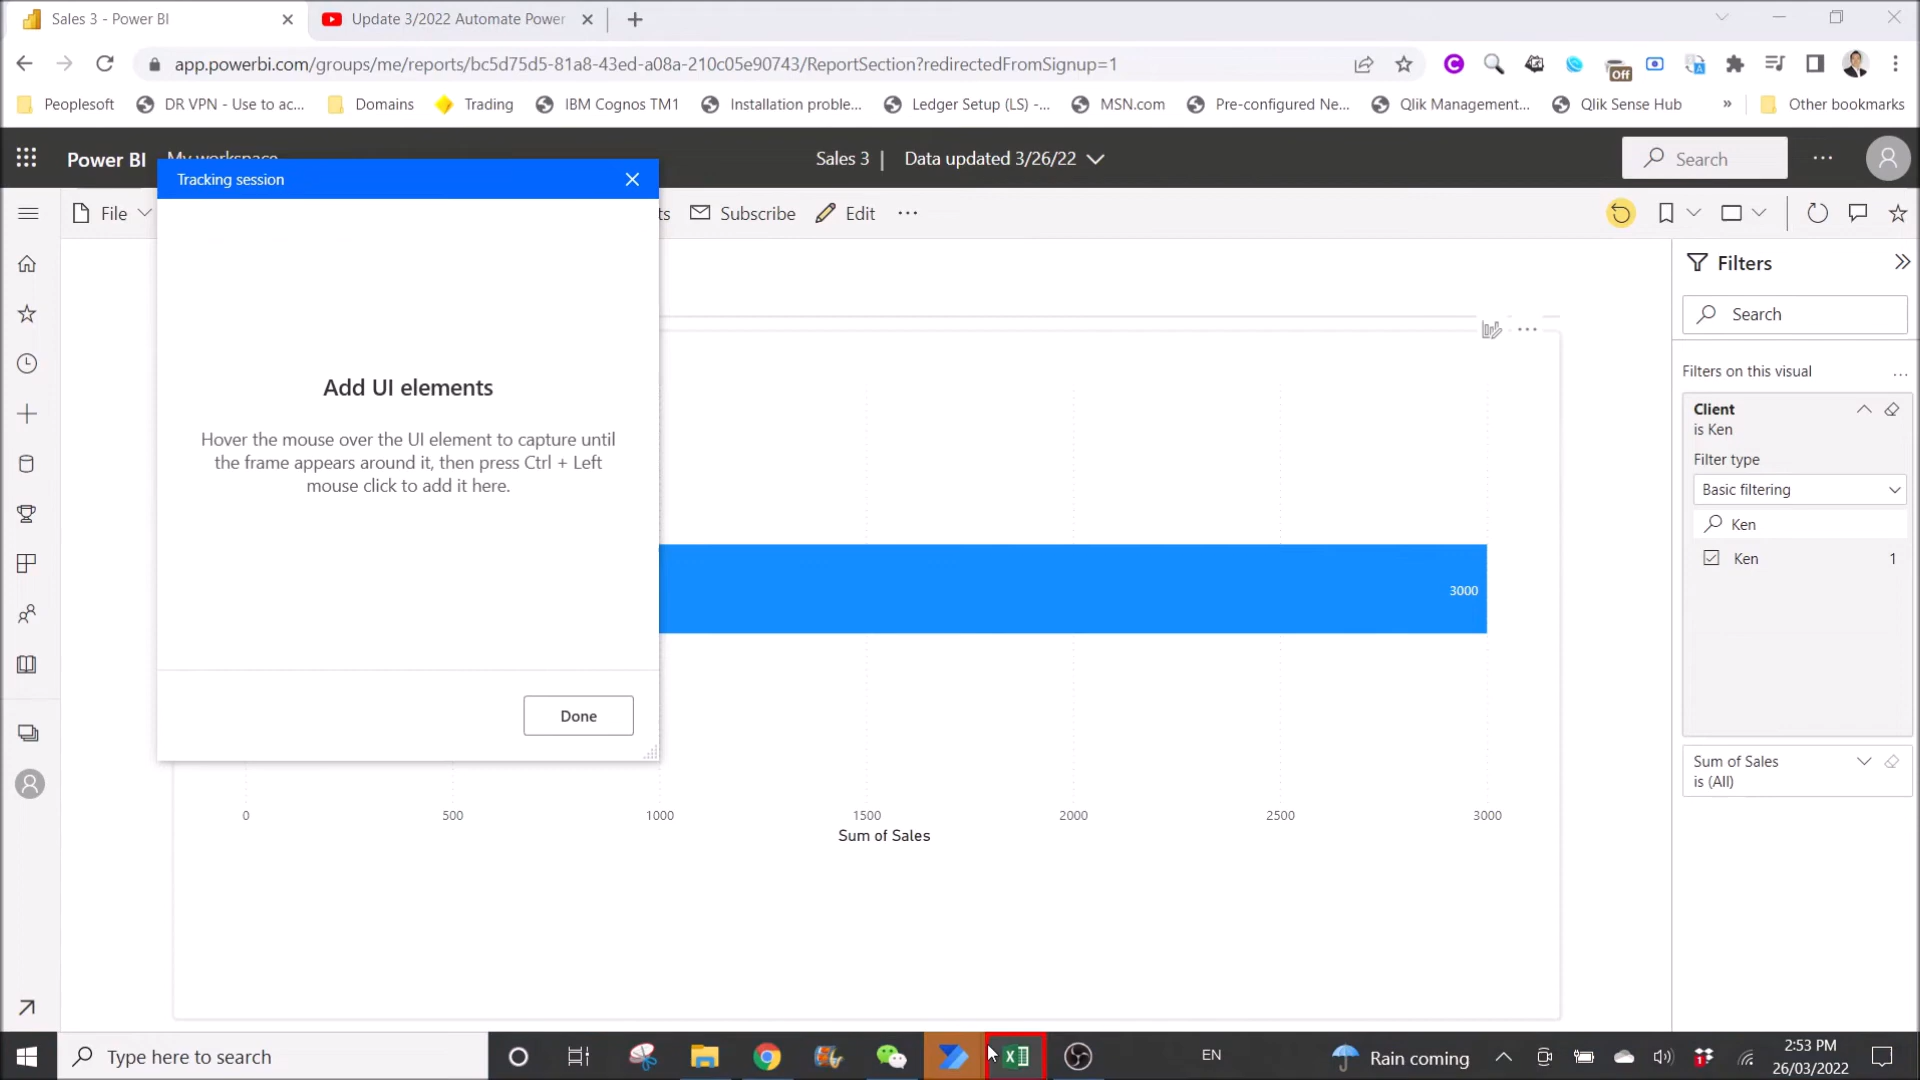 Sales 3 - Power BI
Update 3/2022 Automate Power
app.powerbi.com/groups/me/reports/bc5d75d5-81a8-43ed-a08a-210c05e90743/ReportSection?redirectedFromSignup=1
Off
Peoplesoft
DR VPN - Use to ac...
Domains
Trading
IBM Cognos TM1
Installation proble...
Ledger Setup (LS) -...
MSN.com
Pre-configured Ne...
Qlik Management...
Qlik Sense Hub
»
Other bookmarks
Power BI
My workspace
Sales 3 | Data updated 3/26/22
Search
Tracking session
File
ts
Subscribe
Edit
Filters
Search
Add UI elements
Hover the mouse over the UI element to capture until
the frame appears around it, then press Ctrl + Left
mouse click to add it here.
Done
Filters on this visual
Client
is Ken
Filter type
Basic filtering
Ken
Ken 1
Sum of Sales
is (All)
3000
0 500 1000 1500 2000 2500 3000
Sum of Sales
Type here to search
EN
Rain coming
2:53 PM
26/03/2022